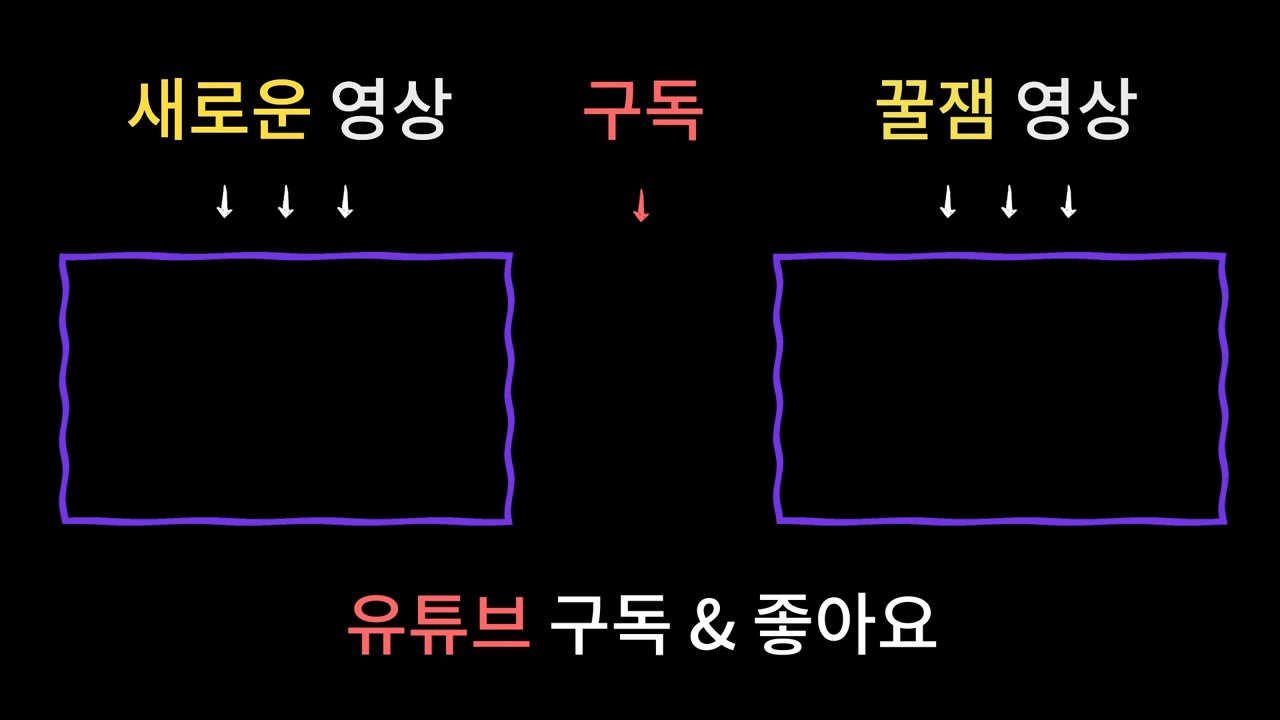 새로운 영상
구독
꿀잼 영상
유튜브 구독 & 좋아요